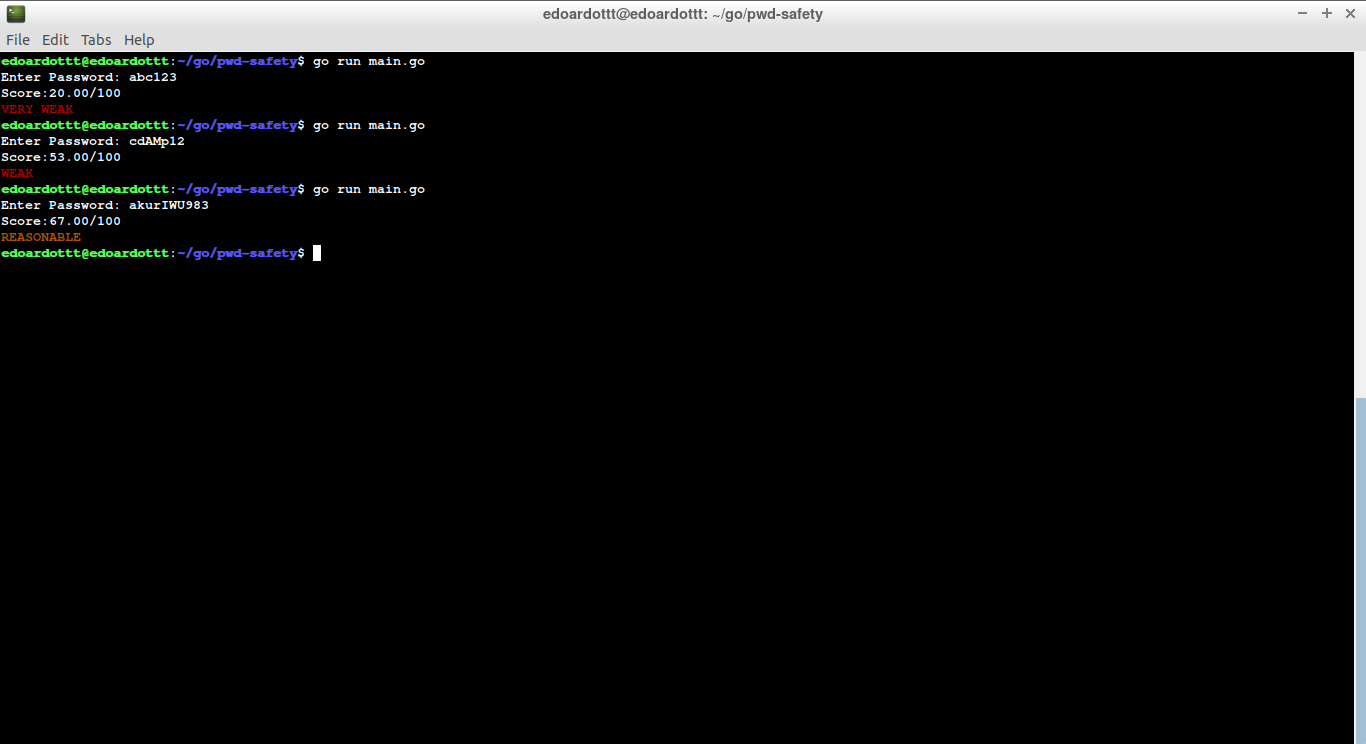 edoardottt@edoardottt: ~/go/pwd-safety
File Edit Tabs Help
edoardottt@edoardottt:~/go/pwd-safety$ go run main.go
Enter Password: abc123
Score:20.00/100
VERY WEAK
edoardottt@edoardottt:~/go/pwd-safety$ go run main.go
Enter Password: cdAMp12
Score:53.00/100
WEAK
edoardottt@edoardottt:~/go/pwd-safety$ go run main.go
Enter Password: akurIWU983
Score:67.00/100
REASONABLE
edoardottt@edoardottt:~/go/pwd-safety$